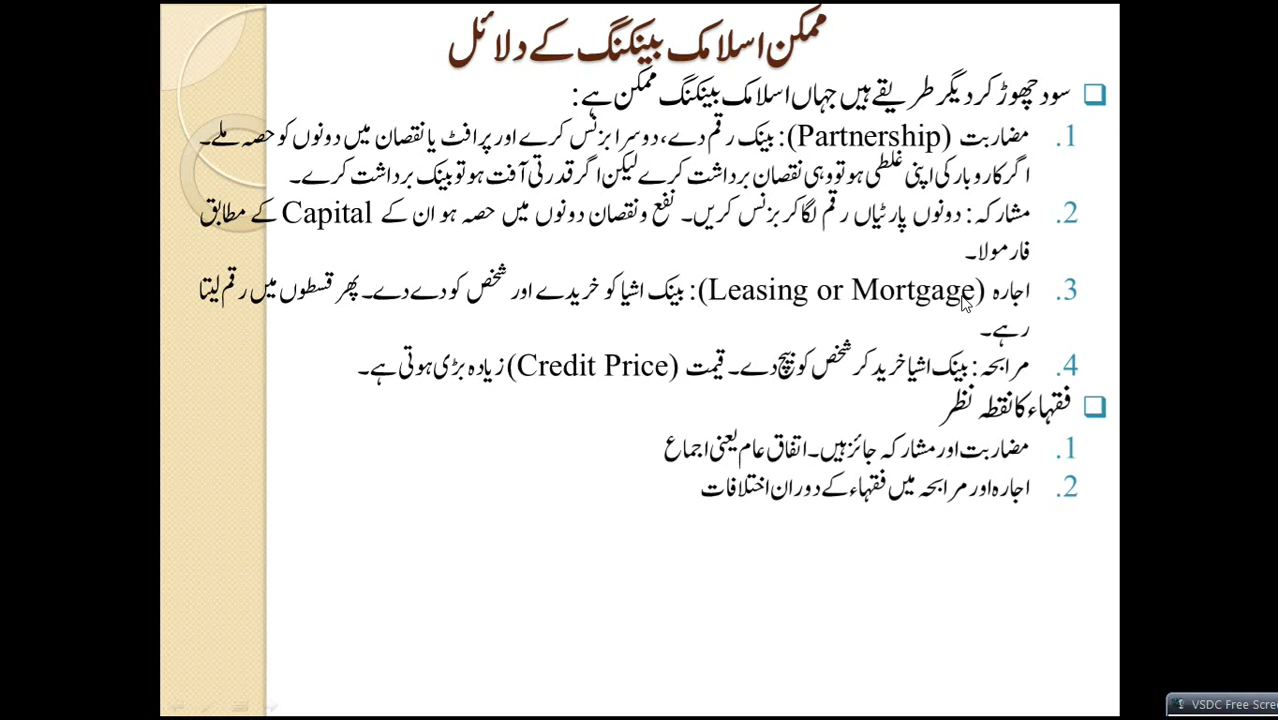 ممکن اسلامک بینکنگ کے دلائل
❑ سود چھوڑ کر دیگر طریقے ہیں جہاں اسلامک بینکنگ ممکن ہے:
1. مضاربت (Partnership): بینک رقم دے، دوسرا بزنس کرے اور پرافٹ یا نقصان میں دونوں کو حصہ ملے۔
اگر کاروبار کی اپنی غلطی ہو تو وہی نقصان برداشت کرے لیکن اگر قدرتی آفت ہو تو بینک برداشت کرے۔
2. مشارکہ: دونوں پارٹیاں رقم لگا کر بزنس کریں۔ نفع و نقصان دونوں میں حصہ ہو ان کے Capital کے مطابق
فارمولا۔
3. اجارہ (Leasing or Mortgage): بینک اشیا کو خریدے اور شخص کو دے دے۔ پھر قسطوں میں رقم لیتا
رہے۔
4. مرابحہ: بینک اشیا خرید کر شخص کو بیچ دے۔ قیمت (Credit Price) زیادہ بڑی ہوتی ہے۔
❑ فقہاء کا نقطہ نظر
1. مضاربت اور مشارکہ جائز ہیں۔ اتفاق عام یعنی اجماع
2. اجارہ اور مرابحہ میں فقہاء کے دوران اختلافات
VSDC Free Scre